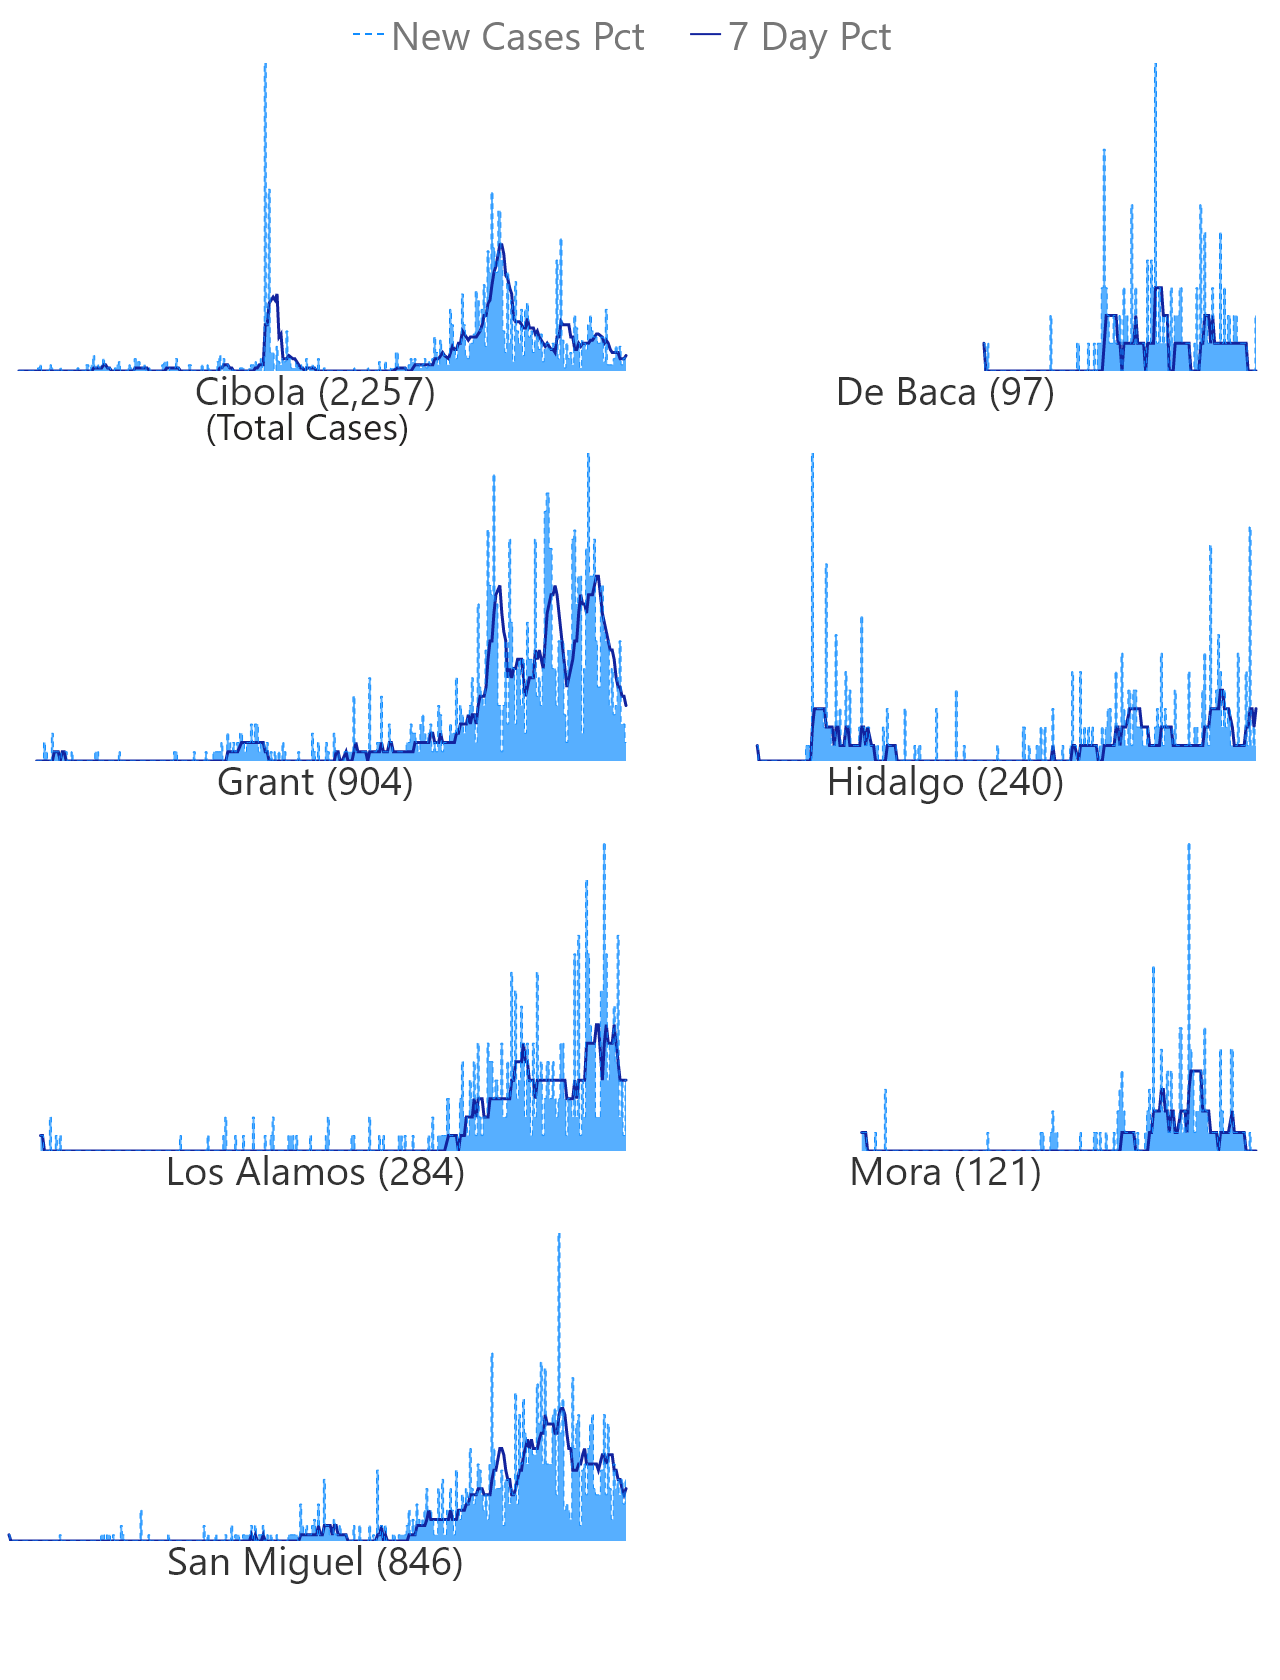 New Cases Pct 7 Day Pct
Cibola (2,257) De Baca (97)
(Total Cases)
Grant (904) Hidalgo (240)
Los Alamos (284) Mora (121)
San Miguel (846)